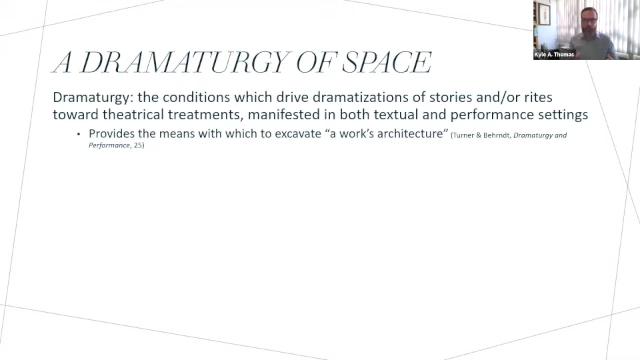 A DRAMATURGY OF SPACE
Kyle A. Thomas
Dramaturgy: the conditions which drive dramatizations of stories and/or rites
toward theatrical treatments, manifested in both textual and performance settings
• Provides the means with which to excavate “a work’s architecture” (Turner & Behrndt, Dramaturgy and
Performance, 25)